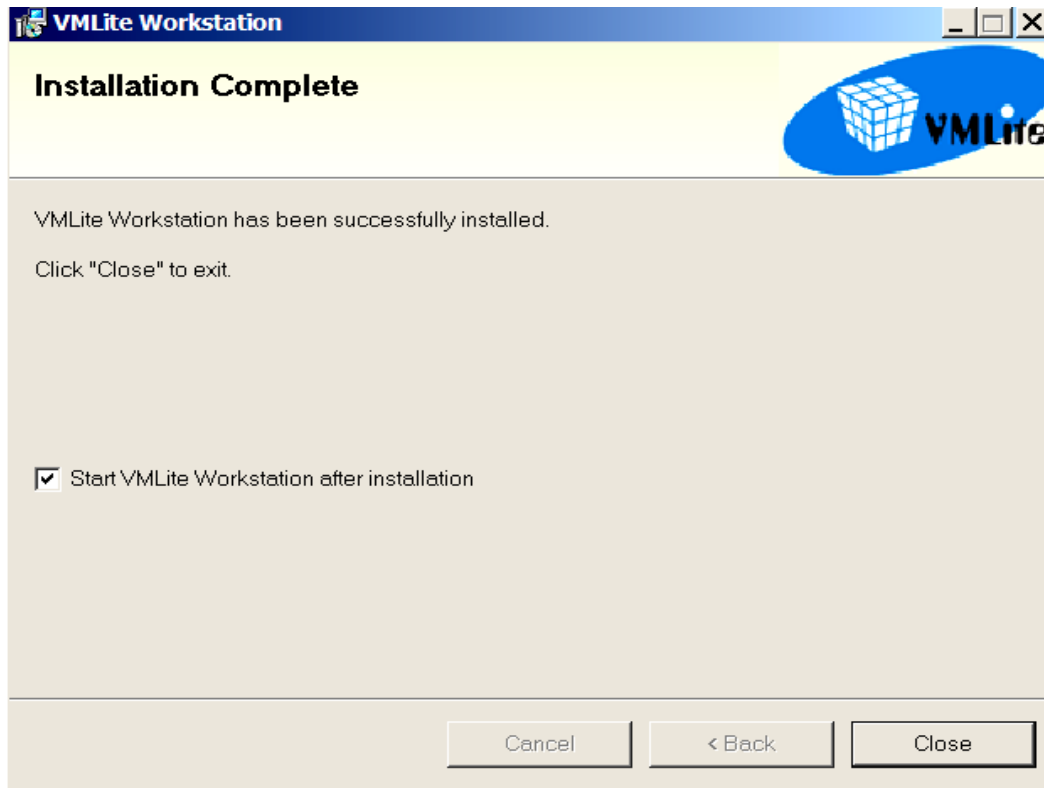 VMLite Workstation
Installation Complete
VMLite
VMLite Workstation has been successfully installed.
Click "Close" to exit.
Start VMLite Workstation after installation
Cancel
< Back
Close